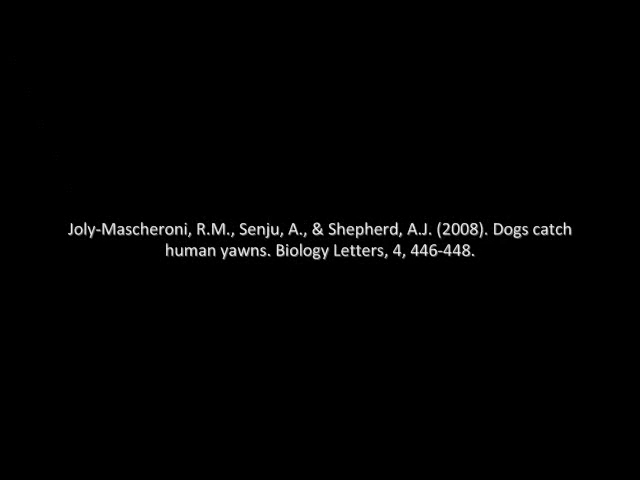 Joly-Mascheroni, R.M., Senju, A., & Shepherd, A.J. (2008). Dogs catch
human yawns. Biology Letters, 4, 446-448.